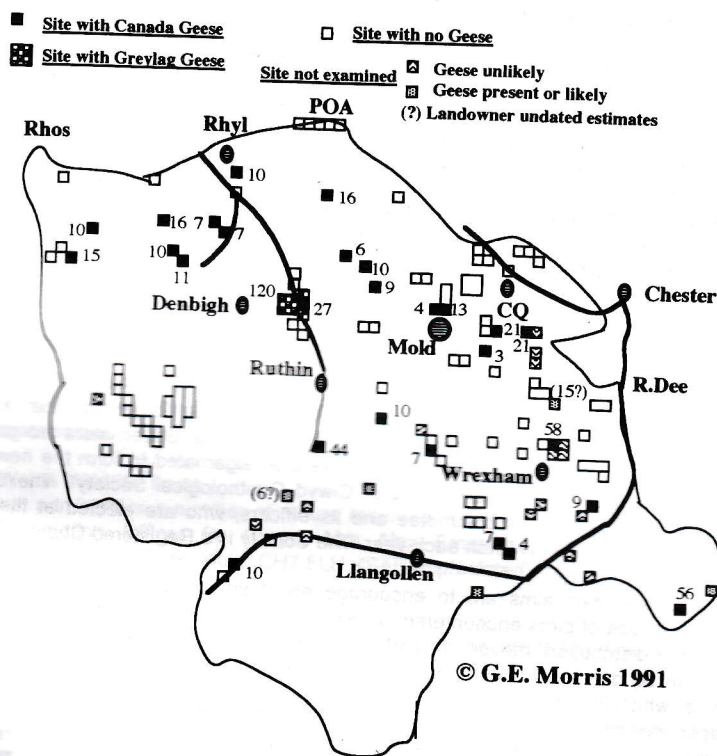 Site with Canada Geese
Site with no Geese
Site with Greylag Geese
Site not examined
Geese unlikely
Geese present or likely
(?) Landowner undated estimates
POA
Rhos
Rhyl
10
16
10
16
7
7
15
10
11
6
10
9
120
27
Denbigh
4
13
CQ
Chester
21
21
Mold
3
Ruthin
R.Dee
(15?)
10
58
7
44
Wrexham
(6?)
9
7
4
10
Llangollen
56
© G.E. Morris 1991